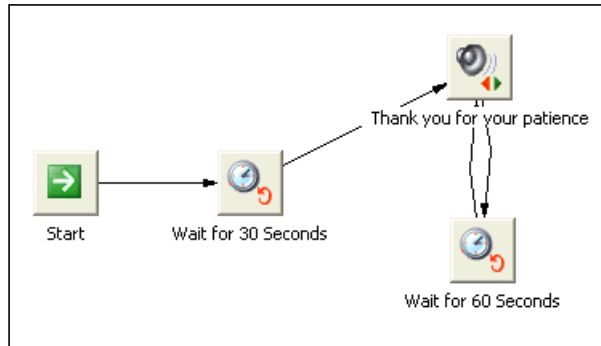 Thank you for your patience
Start
Wait for 30 Seconds
Wait for 60 Seconds